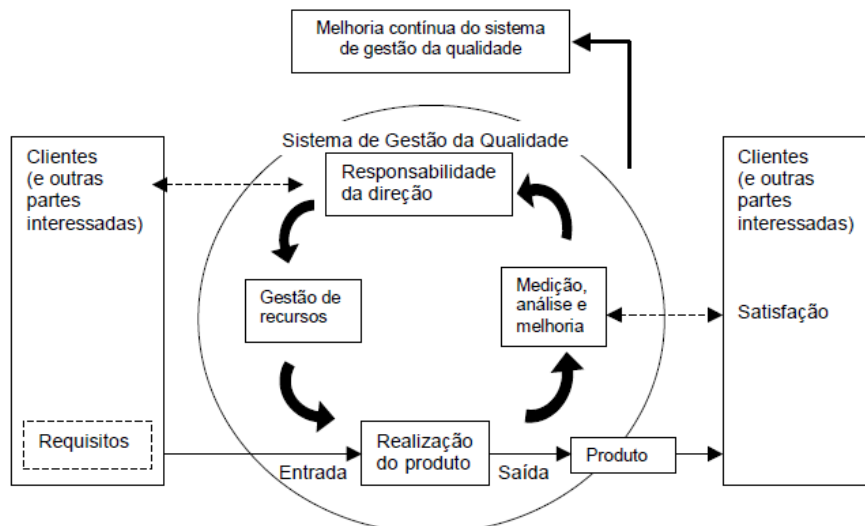 Melhoria contínua do sistema
de gestão da qualidade
Sistema de Gestão da Qualidade
Clientes
(e outras
partes
interessadas)
Responsabilidade
da direção
Clientes
(e outras
partes
interessadas)
Gestão de
recursos
Medição,
análise e
melhoria
Satisfação
Requisitos
Entrada
Realização
do produto
Saída
Produto